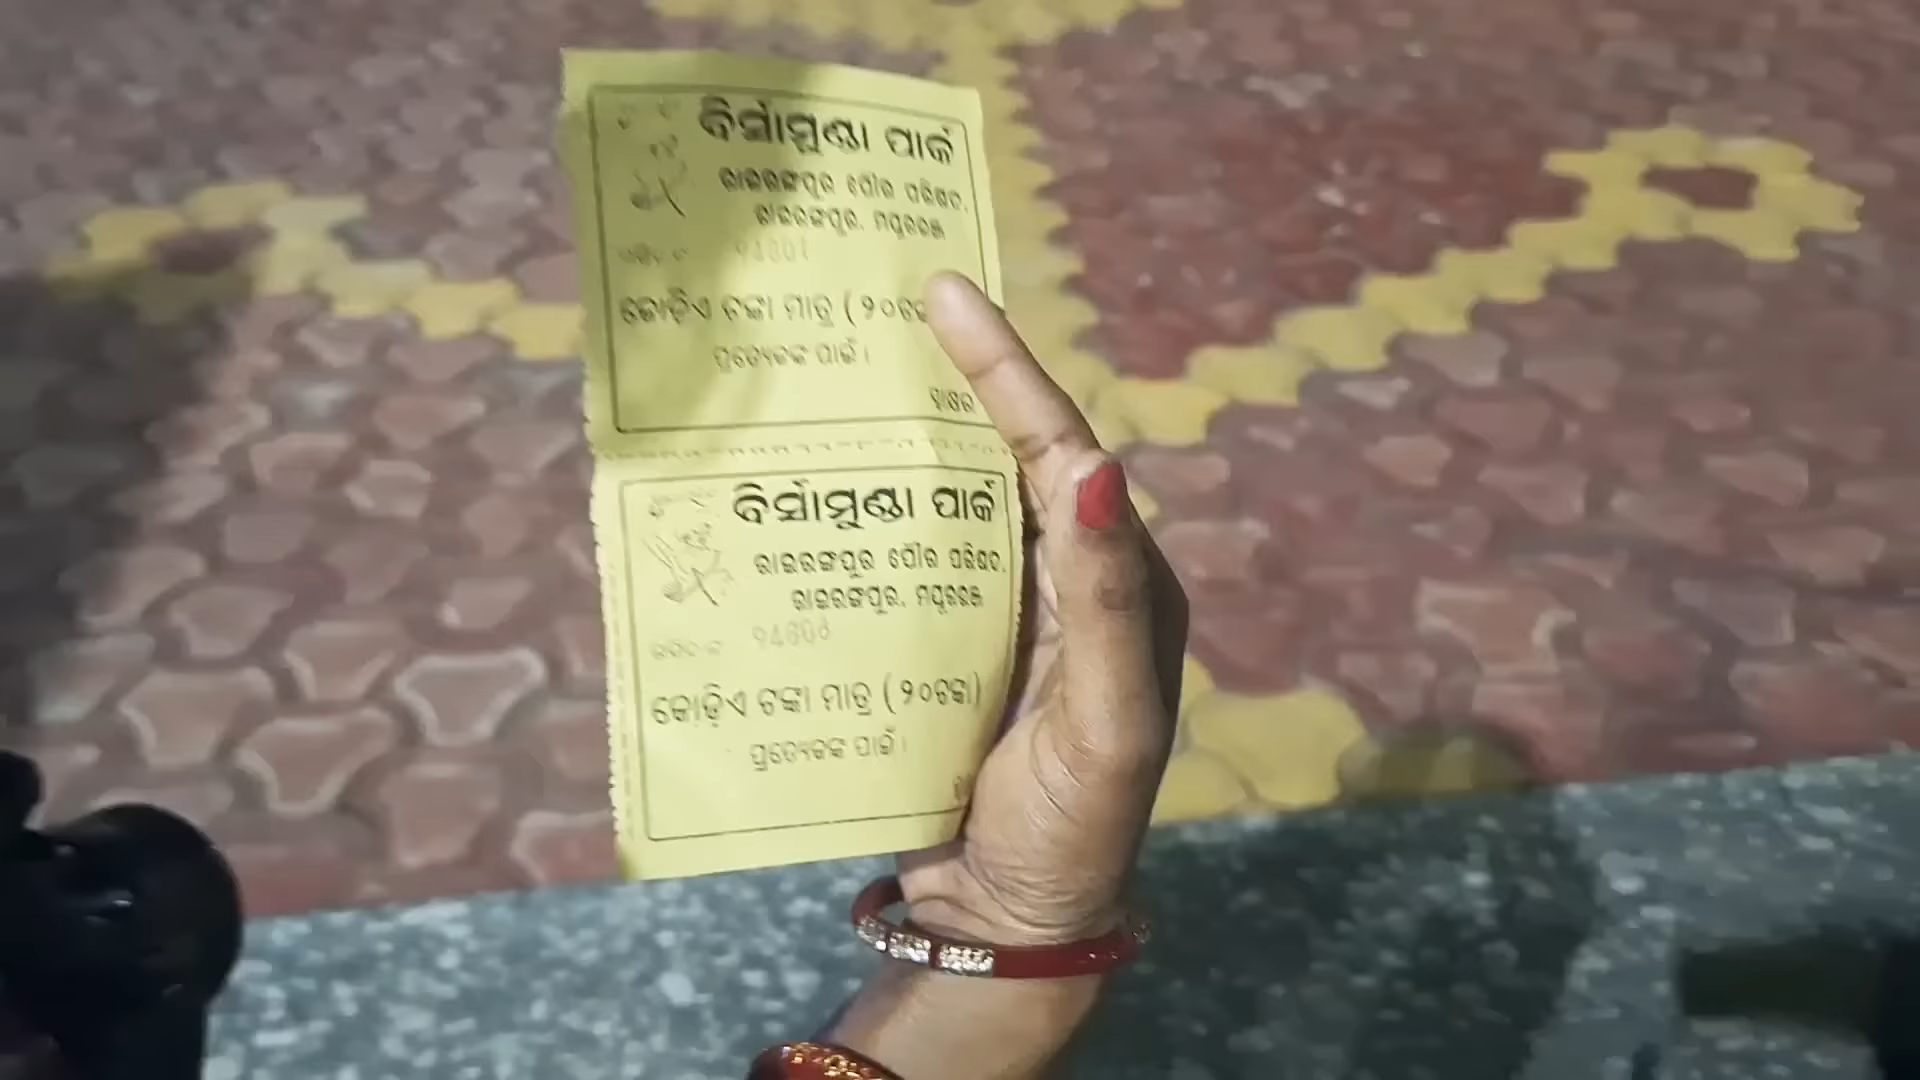 ବିର୍ସାମୁଣ୍ଡା ପାର୍କ
ରାଇରଙ୍ଗପୁର ପୌର ପରିଷଦ,
ରାଇରଙ୍ଗପୁର, ମୟୂରଭଞ୍ଜ
କୋଡ଼ିଏ ଟଙ୍କା ମାତ୍ର (୨୦
ପ୍ରତ୍ୟେକଙ୍କ ପାଇଁ ।
ସ୍ୱାକ୍ଷର
ବିର୍ସାମୁଣ୍ଡା ପାର୍କ
ରାଇରଙ୍ଗପୁର ପୌର ପରିଷଦ,
ରାଇରଙ୍ଗପୁର, ମୟୂରଭଞ୍ଜ
କୋଡ଼ିଏ ଟଙ୍କା ମାତ୍ର (୨୦ଟଙ୍କା)
ପ୍ରତ୍ୟେକଙ୍କ ପାଇଁ ।